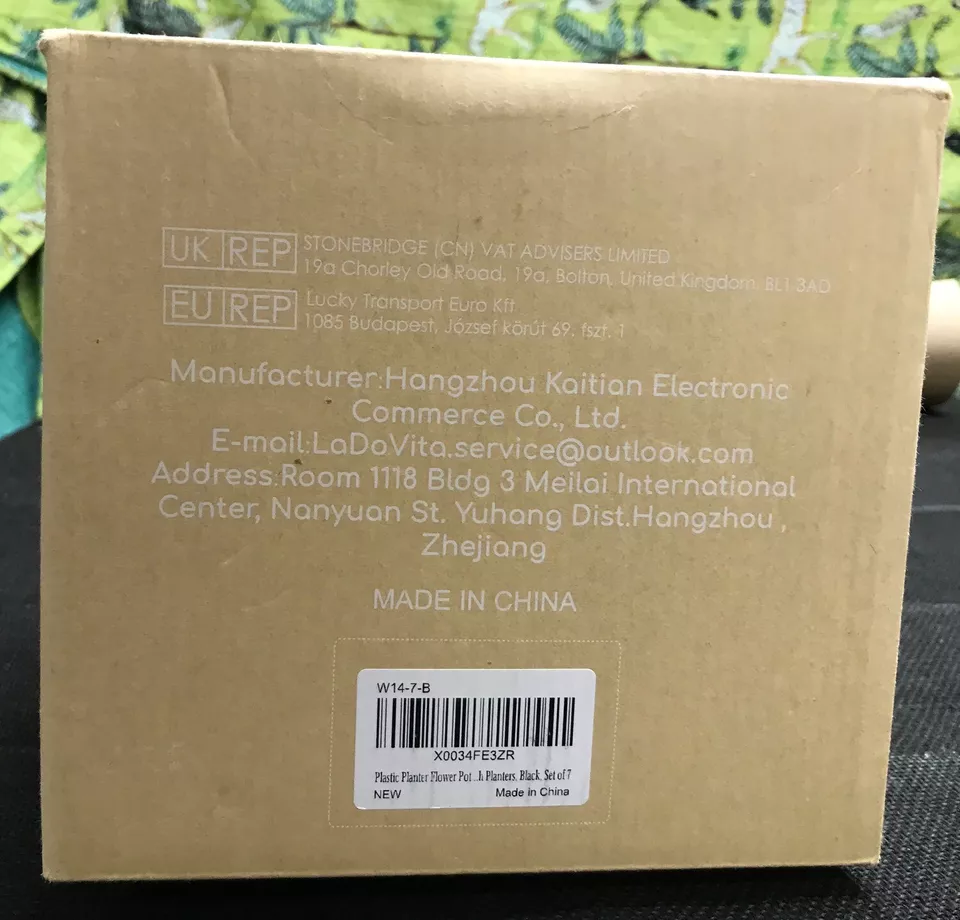 UK REP STONEBRIDGE (CN) VAT ADVISERS LIMITED
19a Chorley Old Road, 19a, Bolton, United Kingdom, BL1 3AD
EU REP Lucky Transport Euro Kft
1085 Budapest, József körút 69. fszt. 1
Manufacturer:Hangzhou Kaitian Electronic
Commerce Co., Ltd.
E-mail:LaDaVita.service@outlook.com
Address:Room 1118 Bldg 3 Meilai International
Center, Nanyuan St. Yuhang Dist.Hangzhou ,
Zhejiang
MADE IN CHINA
W14-7-B
X0034FE3ZR
Plastic Planter Flower Pot...h Planters, Black, Set of 7
NEW Made in China